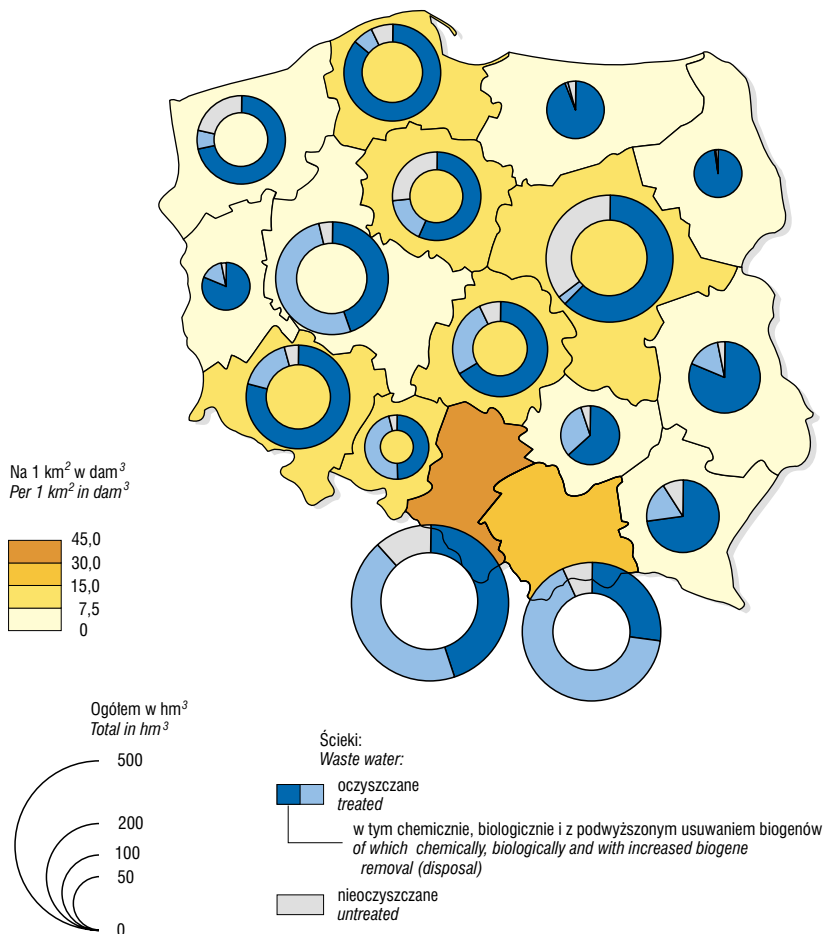 Na 1 km² w dam³
Per 1 km² in dam³
45,0
30,0
15,0
7,5
0
Ogółem w hm³
Total in hm³
500
200
100
50
0
Ścieki:
Waste water:
oczyszczane
treated
w tym chemicznie, biologicznie i z podwyższonym usuwaniem biogenów
of which chemically, biologically and with increased biogene
removal (disposal)
nieoczyszczane
untreated